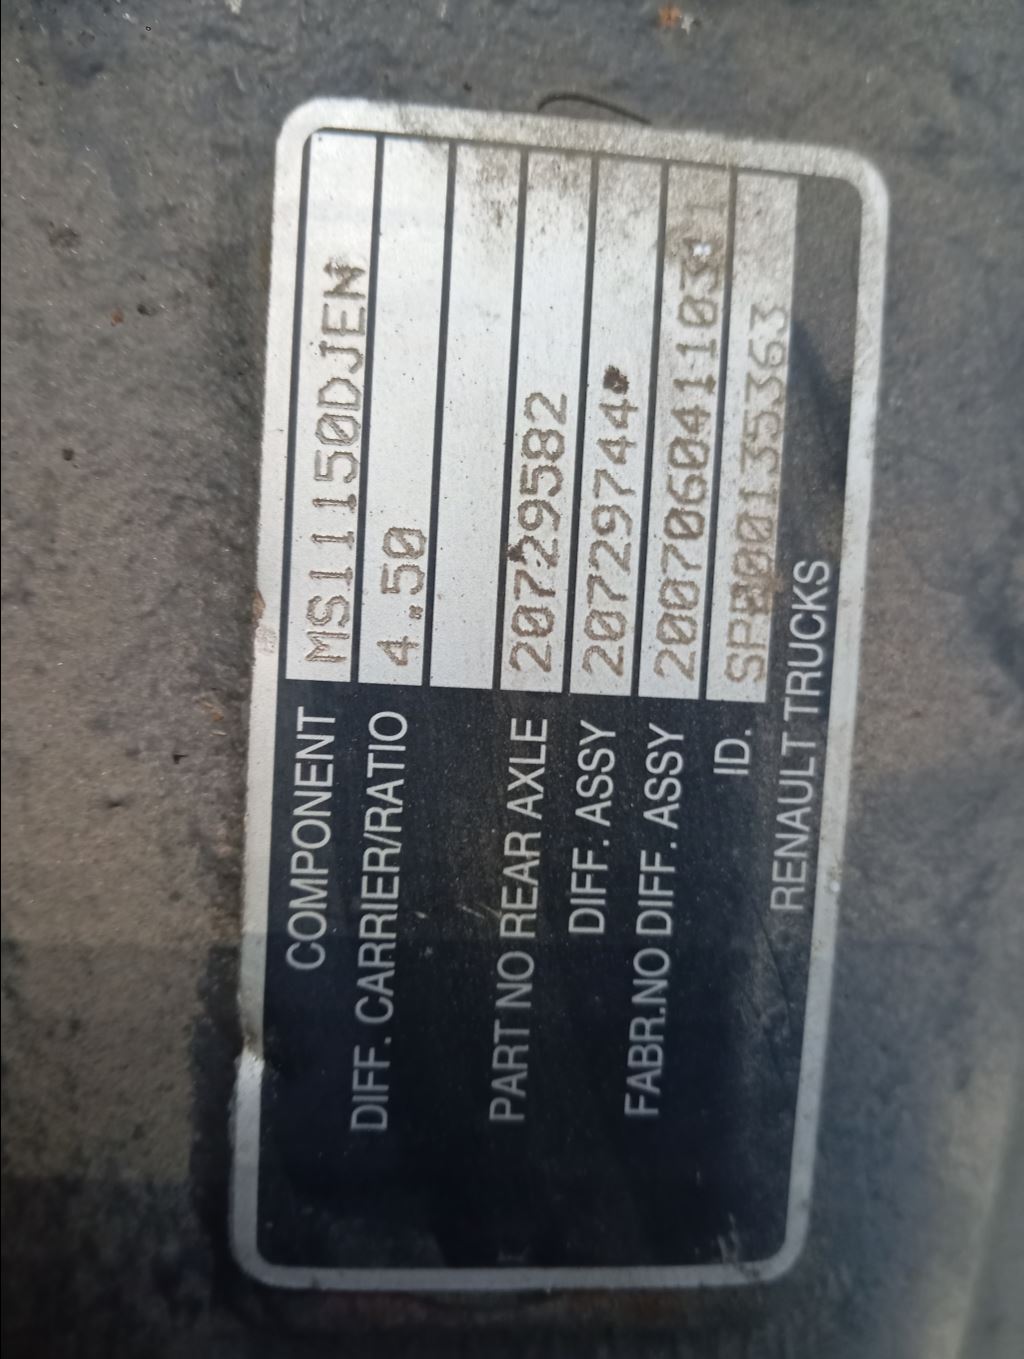 COMPONENT MS11150DJEN
DIFF. CARRIER/RATIO 4.50
PART NO REAR AXLE 20729582
DIFF. ASSY 20729744
FABR.NO DIFF. ASSY
ID.
RENAULT TRUCKS